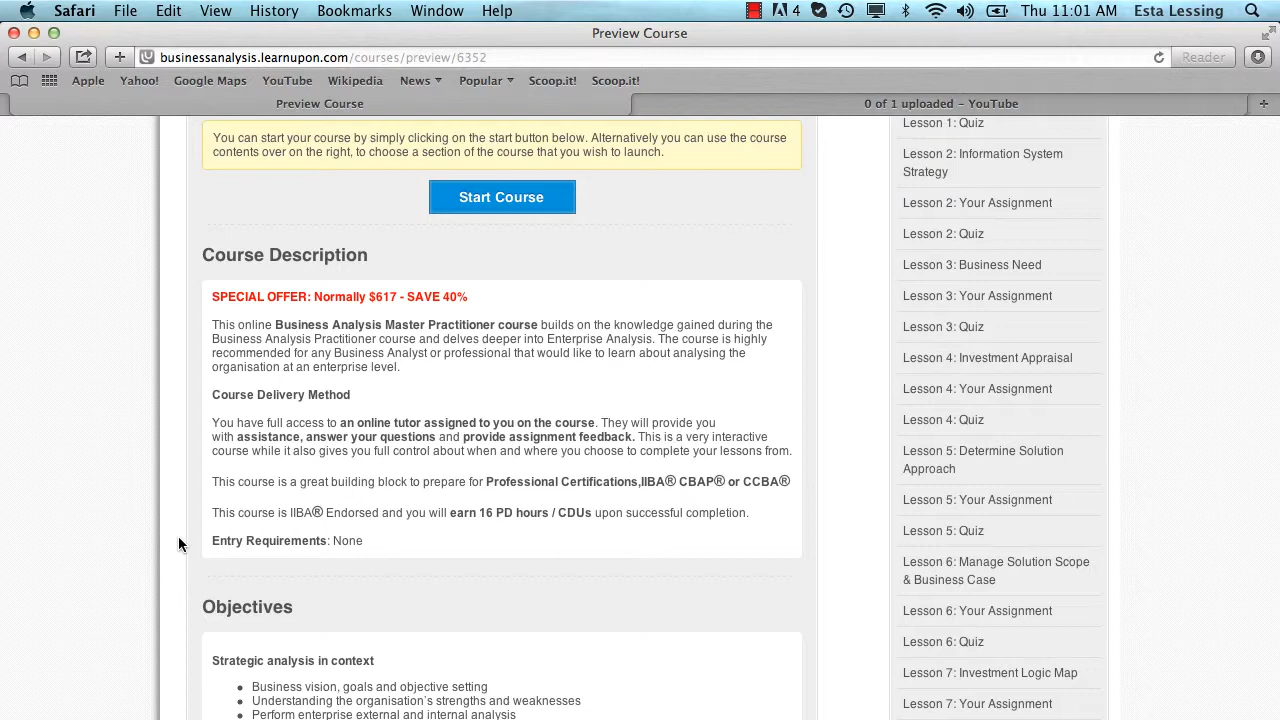 Safari File Edit View History Bookmarks Window Help 4 Thu 11:01 AM Esta Lessing
Preview Course
businessanalysis.learnupon.com/courses/preview/6352 Reader
Apple Yahoo! Google Maps YouTube Wikipedia News Popular Scoop.it! Scoop.it!
Preview Course 0 of 1 uploaded – YouTube
You can start your course by simply clicking on the start button below. Alternatively you can use the course
contents over on the right, to choose a section of the course that you wish to launch.
Start Course
Course Description
SPECIAL OFFER: Normally $617 - SAVE 40%
This online Business Analysis Master Practitioner course builds on the knowledge gained during the
Business Analysis Practitioner course and delves deeper into Enterprise Analysis. The course is highly
recommended for any Business Analyst or professional that would like to learn about analysing the
organisation at an enterprise level.
Course Delivery Method
You have full access to an online tutor assigned to you on the course. They will provide you
with assistance, answer your questions and provide assignment feedback. This is a very interactive
course while it also gives you full control about when and where you choose to complete your lessons from.
This course is a great building block to prepare for Professional Certifications,IIBA® CBAP® or CCBA®
This course is IIBA® Endorsed and you will earn 16 PD hours / CDUs upon successful completion.
Entry Requirements: None
Objectives
Strategic analysis in context
• Business vision, goals and objective setting
• Understanding the organisation's strengths and weaknesses
• Perform enterprise external and internal analysis
Lesson 1: Quiz
Lesson 2: Information System
Strategy
Lesson 2: Your Assignment
Lesson 2: Quiz
Lesson 3: Business Need
Lesson 3: Your Assignment
Lesson 3: Quiz
Lesson 4: Investment Appraisal
Lesson 4: Your Assignment
Lesson 4: Quiz
Lesson 5: Determine Solution
Approach
Lesson 5: Your Assignment
Lesson 5: Quiz
Lesson 6: Manage Solution Scope
& Business Case
Lesson 6: Your Assignment
Lesson 6: Quiz
Lesson 7: Investment Logic Map
Lesson 7: Your Assignment